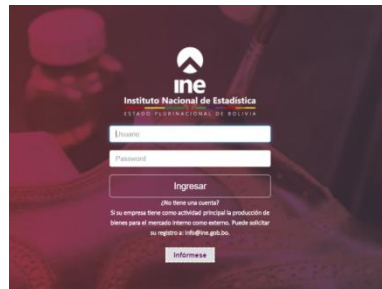 ine
Instituto Nacional de Estadística
ESTADO PLURINACIONAL DE BOLIVIA
Usuario
Password
Ingresar
¿No tiene una cuenta?
Si su empresa tiene como actividad principal la producción de
bienes para el mercado interno como externo. Puede solicitar
su registro a: info@ine.gob.bo.
Infórmese